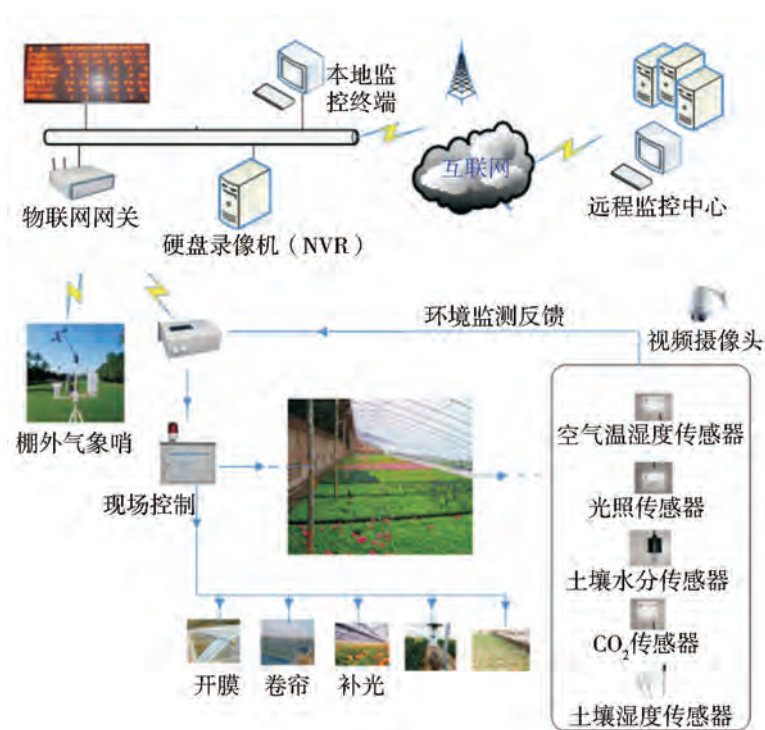 本地监
控终端
互联网
物联网网关
硬盘录像机（NVR）
远程监控中心
环境监测反馈
视频摄像头
棚外气象哨
现场控制
空气温湿度传感器
光照传感器
土壤水分传感器
CO₂传感器
土壤湿度传感器
开膜
卷帘
补光